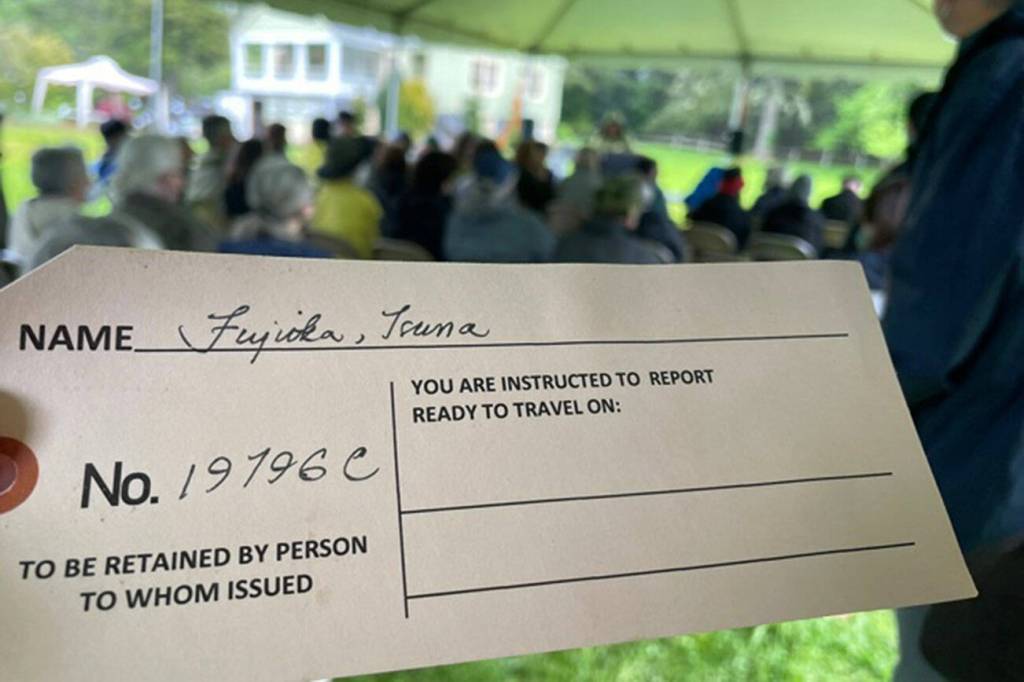 NAME Fujioka, Tsuna
No. 19796 C
TO BE RETAINED BY PERSON
TO WHOM ISSUED
YOU ARE INSTRUCTED TO REPORT
READY TO TRAVEL ON: